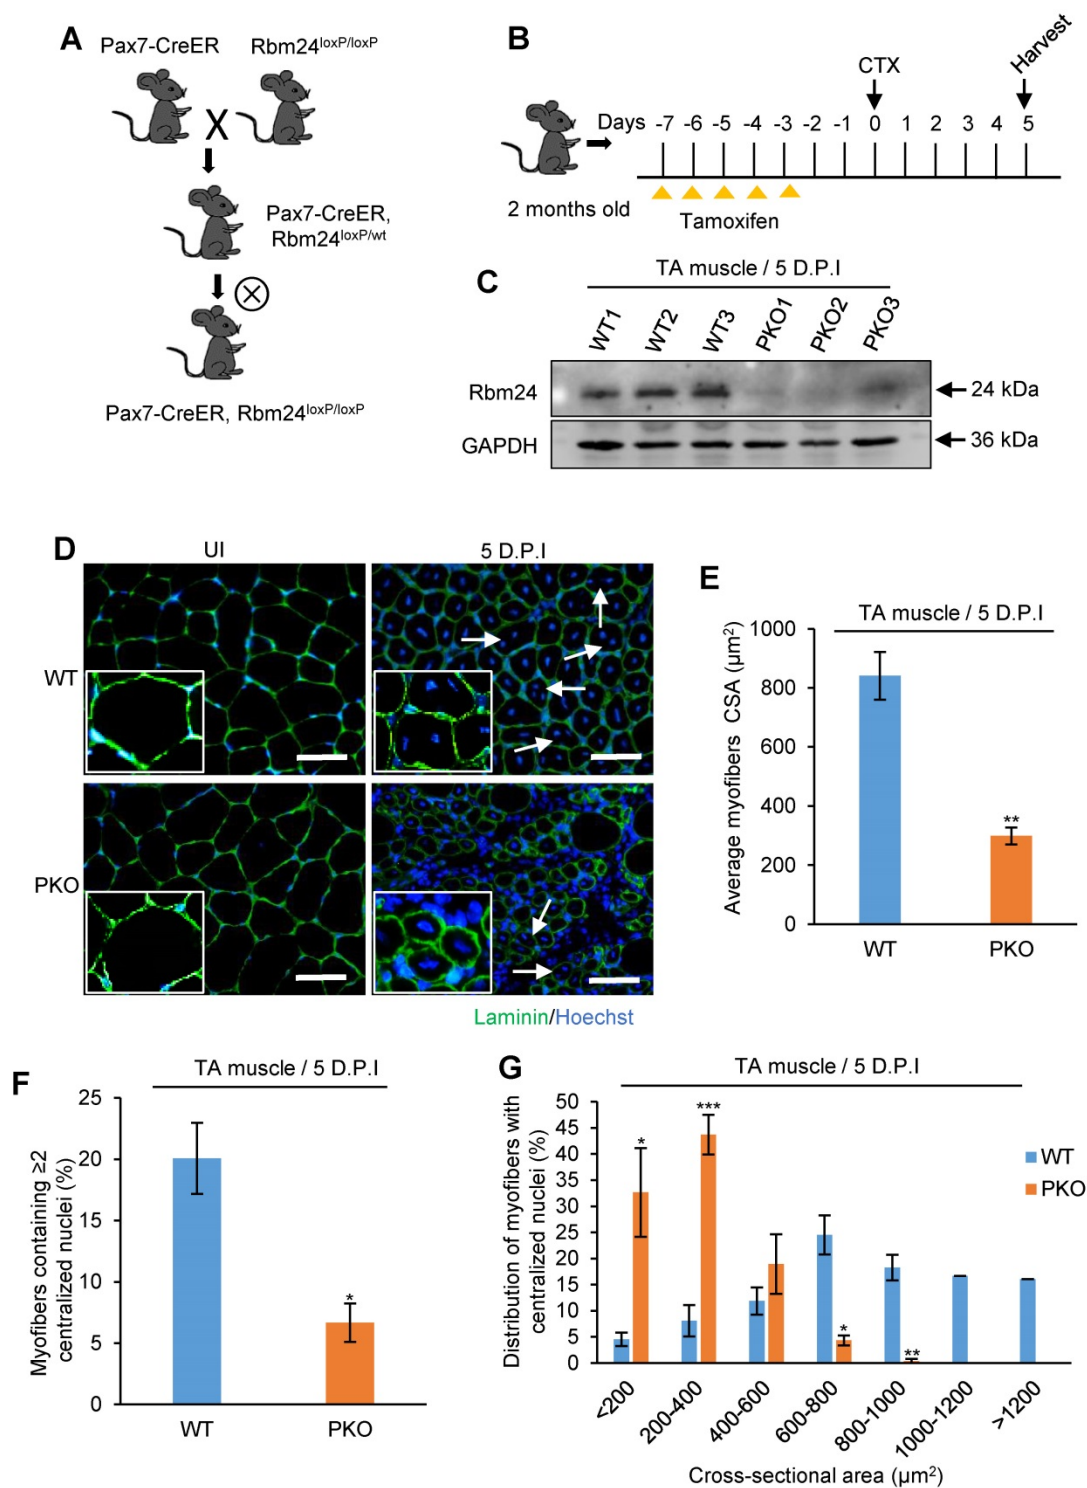 A
Pax7-CreER
Rbm24loxP/loxP
X
Pax7-CreER,
Rbm24loxP/wt
Pax7-CreER, Rbm24loxP/loxP
B
CTX
Harvest
Days -7 -6 -5 -4 -3 -2 -1 0 1 2 3 4 5
2 months old
Tamoxifen
C
TA muscle / 5 D.P.I
WT1 WT2 WT3 PKO1 PKO2 PKO3
Rbm24
24 kDa
GAPDH
36 kDa
D
UI
5 D.P.I
WT
PKO
Laminin/Hoechst
E
TA muscle / 5 D.P.I
Average myofibers CSA (µm²)
1000
800
600
400
200
0
**
WT
PKO
F
TA muscle / 5 D.P.I
Myofibers containing ≥2
centralized nuclei (%)
25
20
15
10
5
0
*
WT
PKO
G
TA muscle / 5 D.P.I
Distribution of myofibers with
centralized nuclei (%)
50
45
40
35
30
25
20
15
10
5
0
*
***
*
**
WT
PKO
<200
200-400
400-600
600-800
800-1000
1000-1200
>1200
Cross-sectional area (µm²)